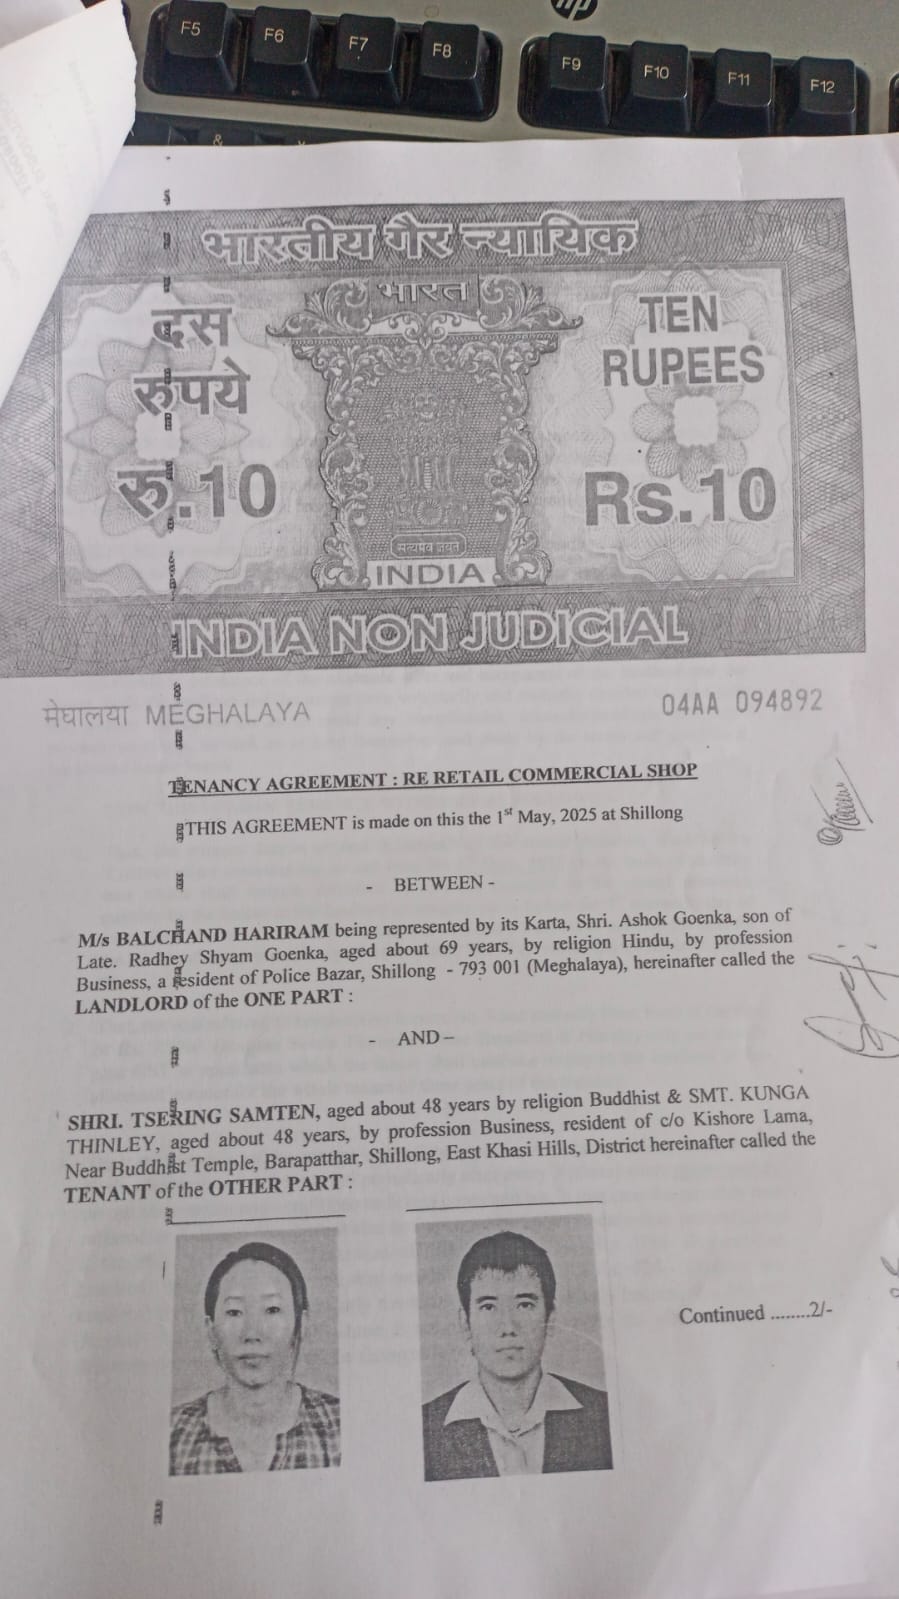 F5 F6 F7 F8 F9 F10 F11 F12
hp
&
भारतीय गैर न्यायिक
भारत
दस
रुपये
रु.10
TEN
RUPEES
Rs.10
सत्यमेव जयते
INDIA
INDIA NON JUDICIAL
मेघालया MEGHALAYA
04AA 094892
TENANCY AGREEMENT : RE RETAIL COMMERCIAL SHOP
THIS AGREEMENT is made on this the 1st May, 2025 at Shillong
- BETWEEN -
M/s BALCHAND HARIRAM being represented by its Karta, Shri. Ashok Goenka, son of
Late. Radhey Shyam Goenka, aged about 69 years, by religion Hindu, by profession
Business, a resident of Police Bazar, Shillong - 793 001 (Meghalaya), hereinafter called the
LANDLORD of the ONE PART :
- AND –
SHRI. TSERING SAMTEN, aged about 48 years by religion Buddhist & SMT. KUNGA
THINLEY, aged about 48 years, by profession Business, resident of c/o Kishore Lama,
Near Buddhist Temple, Barapatthar, Shillong, East Khasi Hills, District hereinafter called the
TENANT of the OTHER PART :
Continued ........2/-